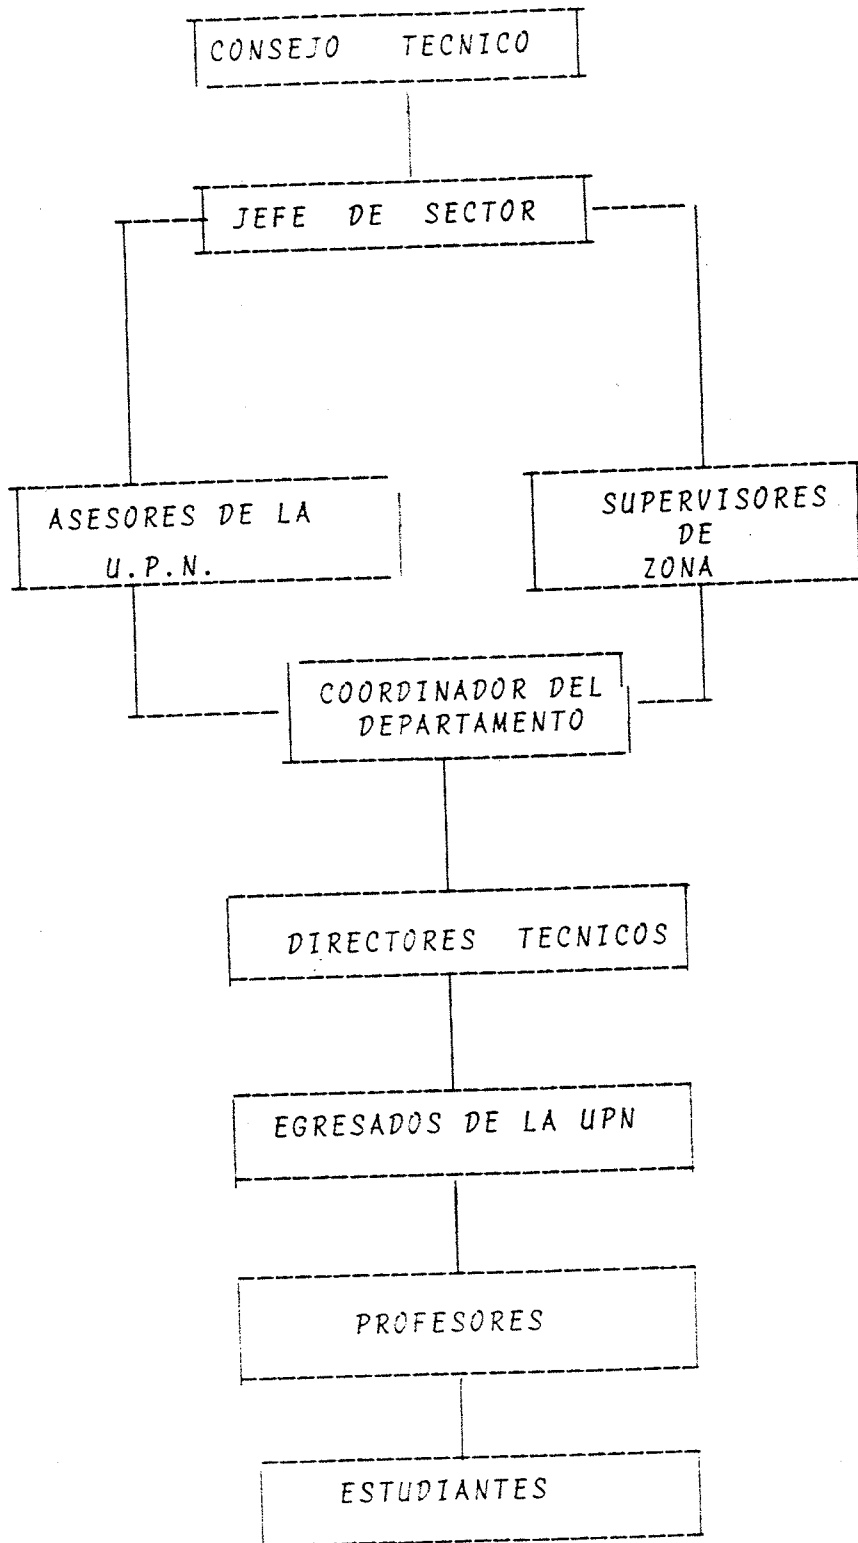 CONSEJO TECNICO
JEFE DE SECTOR
ASESORES DE LA
U.P.N.
SUPERVISORES
DE
ZONA
COORDINADOR DEL
DEPARTAMENTO
DIRECTORES TECNICOS
EGRESADOS DE LA UPN
PROFESORES
ESTUDIANTES